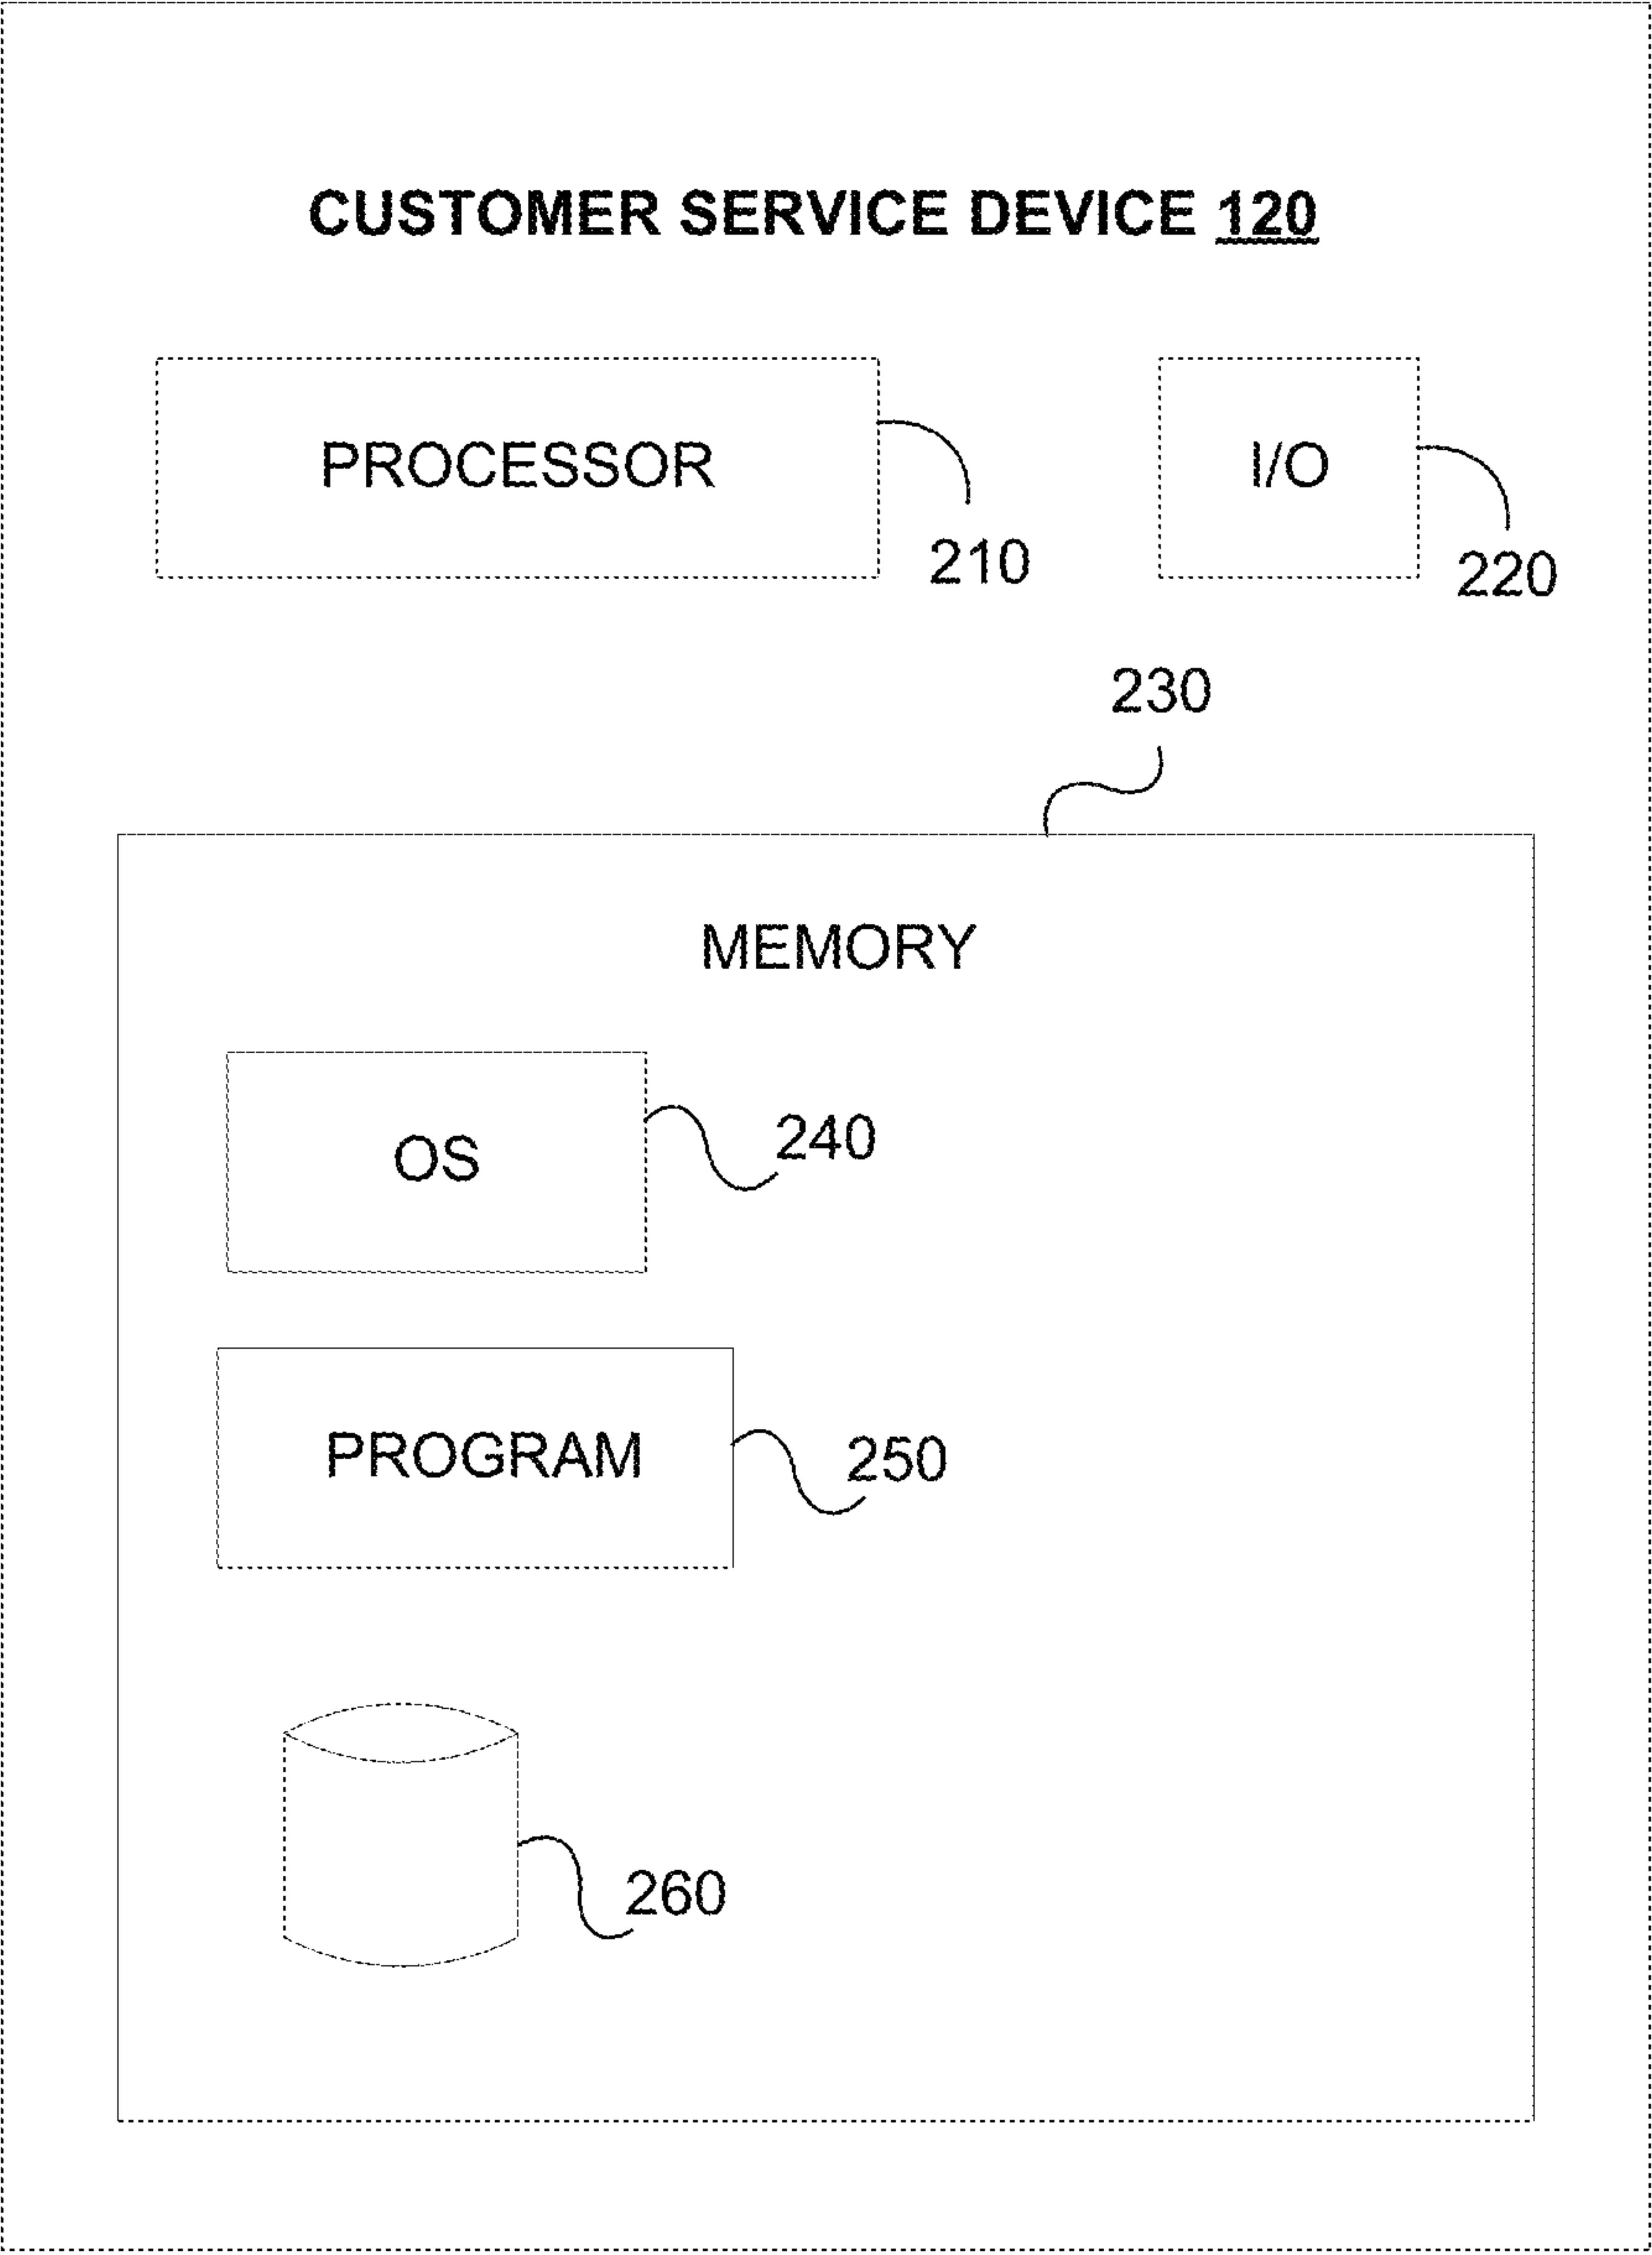 CUSTOMER SERVICE DEVICE 120
PROCESSOR
210
I/O
220
230
MEMORY
OS
240
PROGRAM
250
260